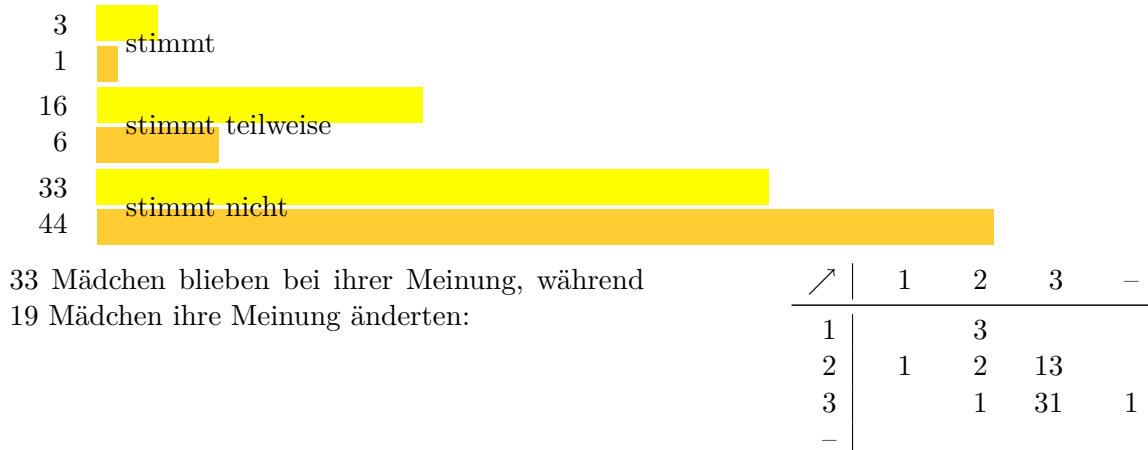 3
stimmt
1
16
stimmt teilweise
6
33
stimmt nicht
44
33 Mädchen blieben bei ihrer Meinung, während
19 Mädchen ihre Meinung änderten:
↗ 1 2 3 –
1 3
2 1 2 13
3 1 31 1
–